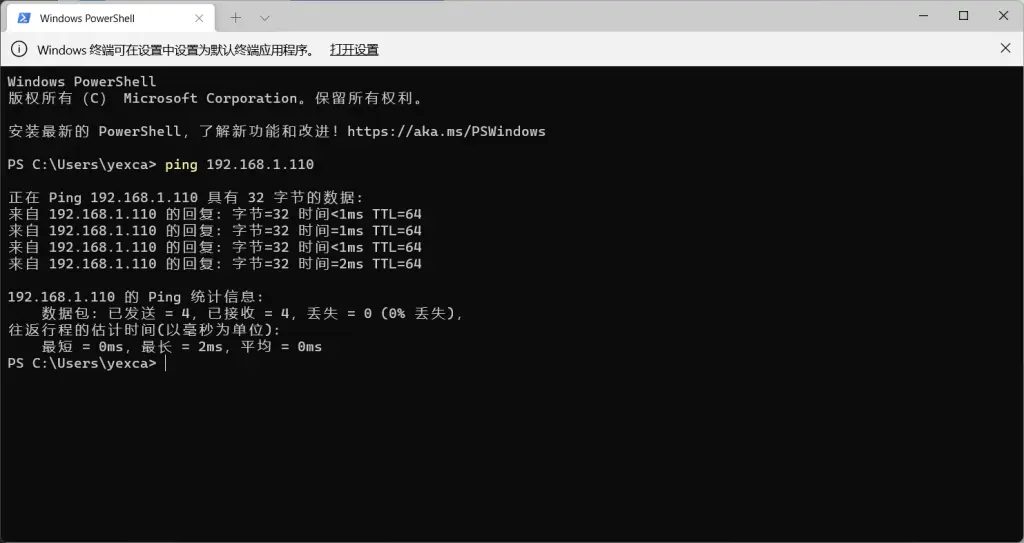 Windows PowerShell
Windows 终端可在设置中设置为默认终端应用程序。 打开设置
Windows PowerShell
版权所有 (C) Microsoft Corporation。保留所有权利。
安装最新的 PowerShell,了解新功能和改进!https://aka.ms/PSWindows
PS C:\Users\yexca> ping 192.168.1.110
正在 Ping 192.168.1.110 具有 32 字节的数据:
来自 192.168.1.110 的回复: 字节=32 时间<1ms TTL=64
来自 192.168.1.110 的回复: 字节=32 时间=1ms TTL=64
来自 192.168.1.110 的回复: 字节=32 时间<1ms TTL=64
来自 192.168.1.110 的回复: 字节=32 时间=2ms TTL=64
192.168.1.110 的 Ping 统计信息:
数据包: 已发送 = 4,已接收 = 4,丢失 = 0 (0% 丢失),
往返行程的估计时间(以毫秒为单位):
最短 = 0ms,最长 = 2ms,平均 = 0ms
PS C:\Users\yexca>